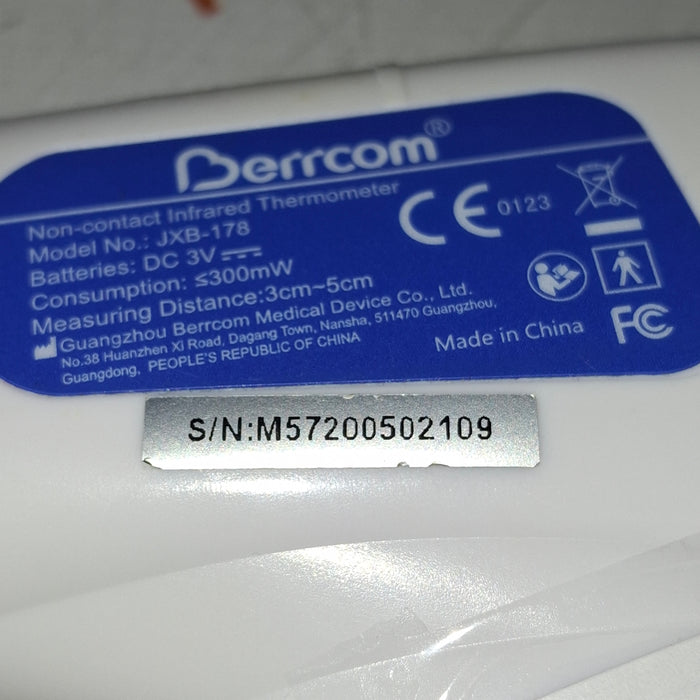 Berrcom®
Non-contact Infrared Thermometer
Model No.: JXB-178
Batteries: DC 3V
Consumption: ≤300mW
Measuring Distance:3cm~5cm
Guangzhou Berrcom Medical Device Co., Ltd.
No.38 Huanzhen Xi Road, Dagang Town, Nansha, 511470 Guangzhou,
Guangdong, PEOPLE'S REPUBLIC OF CHINA
CE 0123
Made in China
FC
S/N:M57200502109